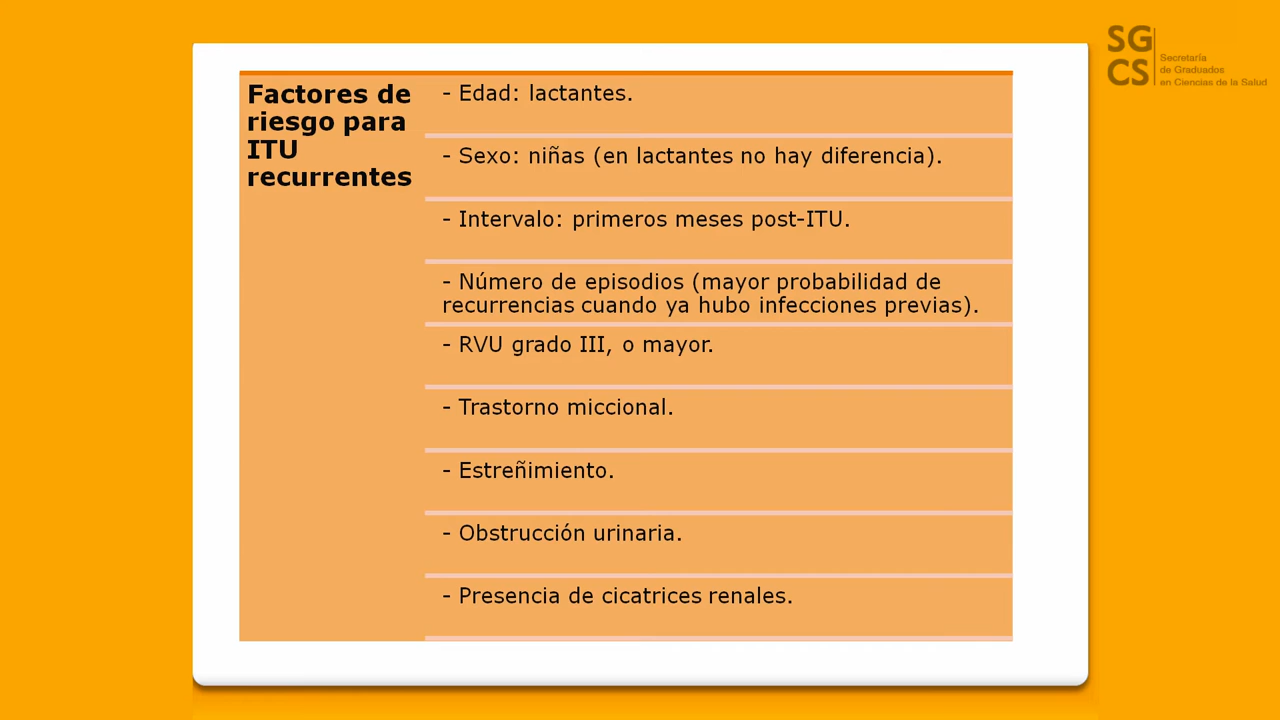 SG
CS
Secretaría
de Graduados
en Ciencias de la Salud
Factores de
riesgo para
ITU
recurrentes
- Edad: lactantes.
- Sexo: niñas (en lactantes no hay diferencia).
- Intervalo: primeros meses post-ITU.
- Número de episodios (mayor probabilidad de
recurrencias cuando ya hubo infecciones previas).
- RVU grado III, o mayor.
- Trastorno miccional.
- Estreñimiento.
- Obstrucción urinaria.
- Presencia de cicatrices renales.